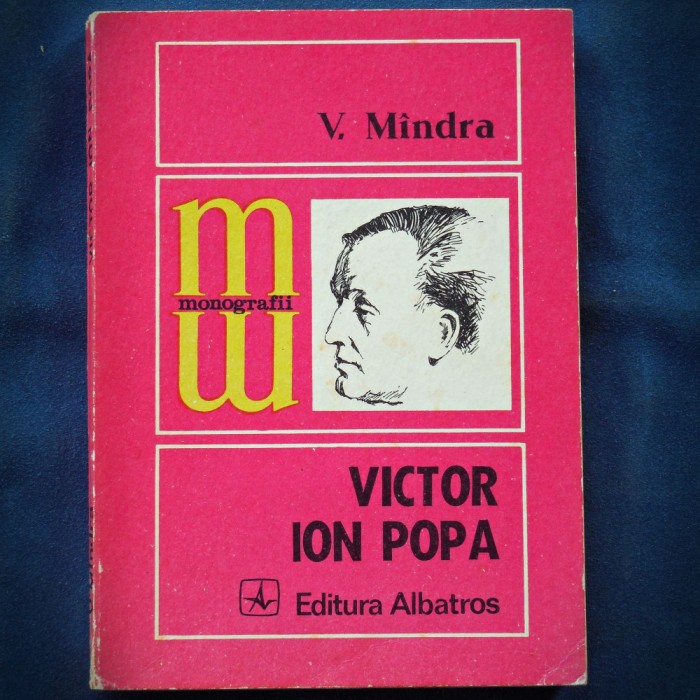 V. Mîndra
m
monografii
m
VICTOR
ION POPA
Editura Albatros